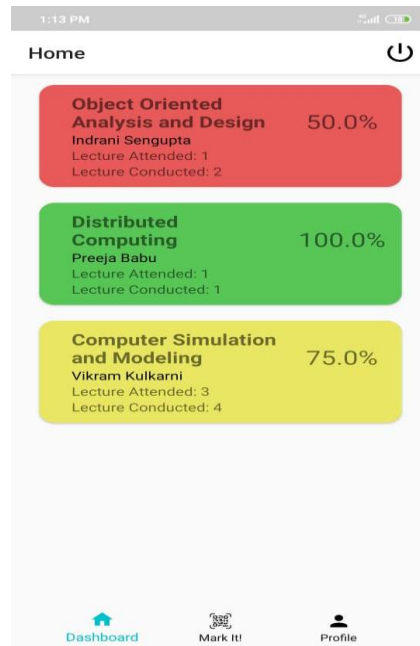 1:13 PM
Home
Object Oriented
Analysis and Design
50.0%
Indrani Sengupta
Lecture Attended: 1
Lecture Conducted: 2
Distributed
Computing
100.0%
Preeja Babu
Lecture Attended: 1
Lecture Conducted: 1
Computer Simulation
and Modeling
75.0%
Vikram Kulkarni
Lecture Attended: 3
Lecture Conducted: 4
Dashboard
Mark It!
Profile